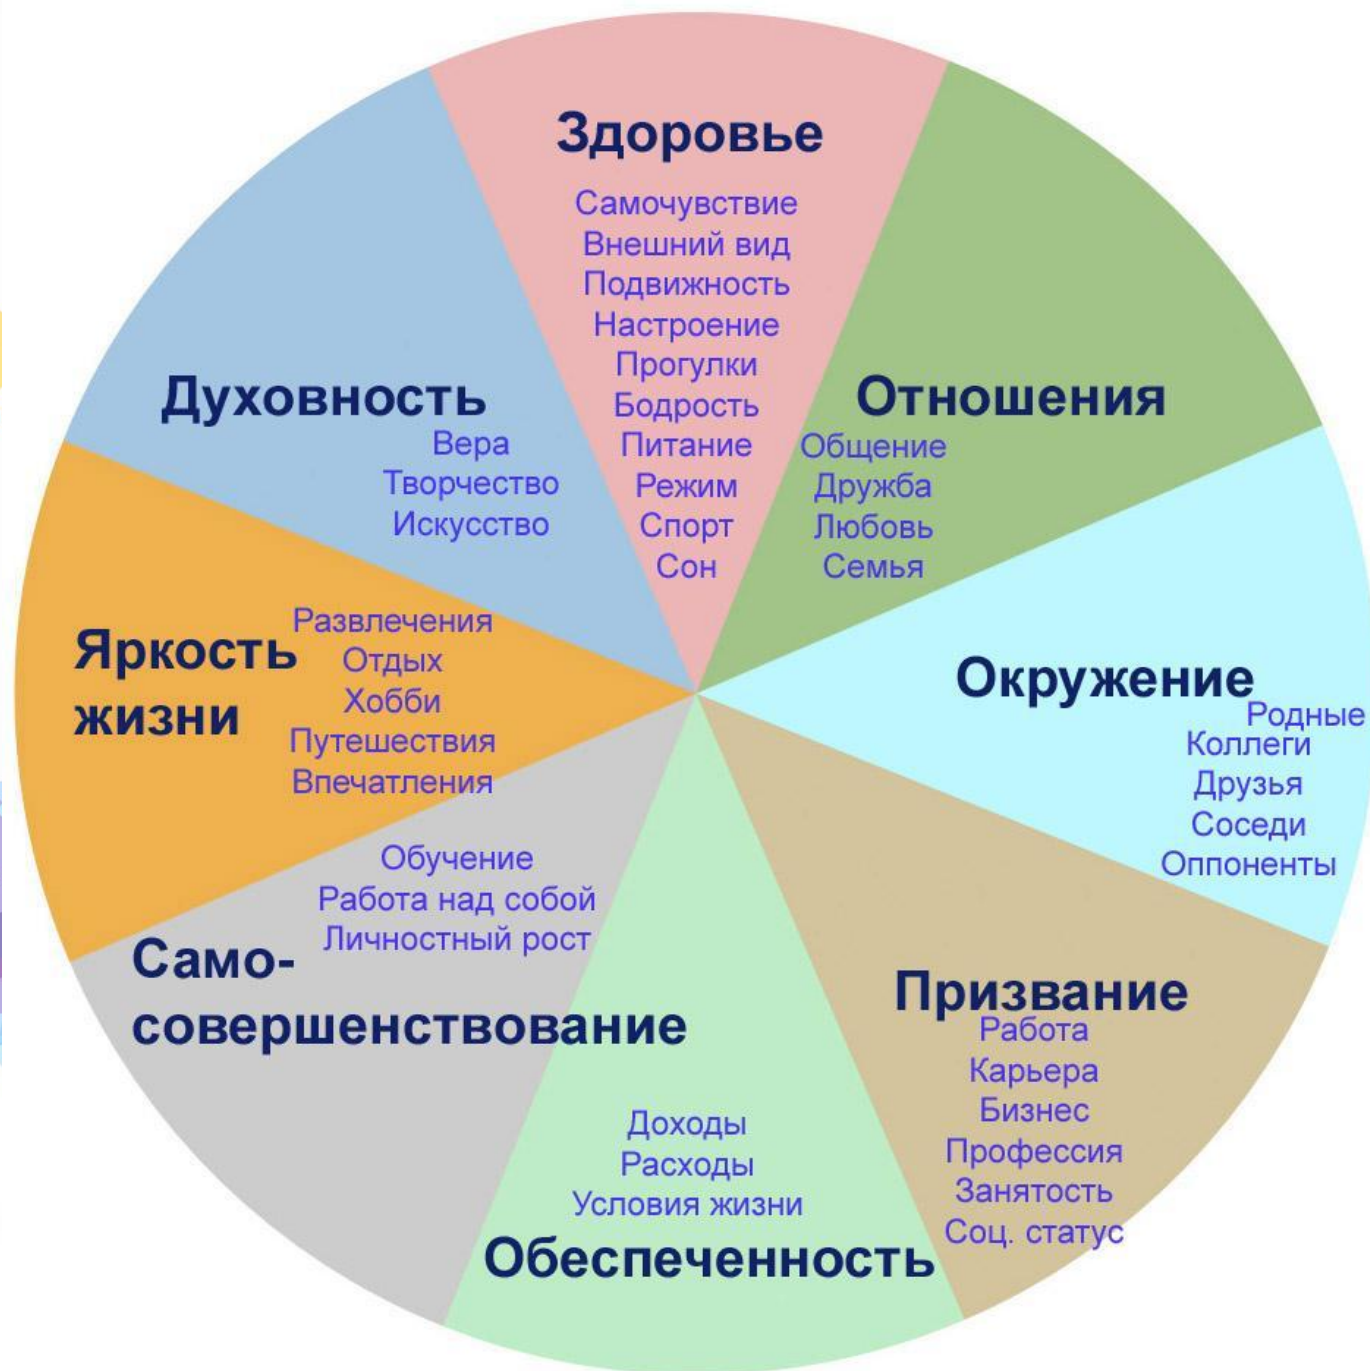 Здоровье
Самочувствие
Внешний вид
Подвижность
Настроение
Прогулки
Бодрость
Питание
Режим
Спорт
Сон
Отношения
Общение
Дружба
Любовь
Семья
Окружение
Родные
Коллеги
Друзья
Соседи
Оппоненты
Призвание
Работа
Карьера
Бизнес
Профессия
Занятость
Соц. статус
Доходы
Расходы
Условия жизни
Обеспеченность
Обучение
Работа над собой
Личностный рост
Само-
совершенствование
Яркость
жизни
Развлечения
Отдых
Хобби
Путешествия
Впечатления
Духовность
Вера
Творчество
Искусство